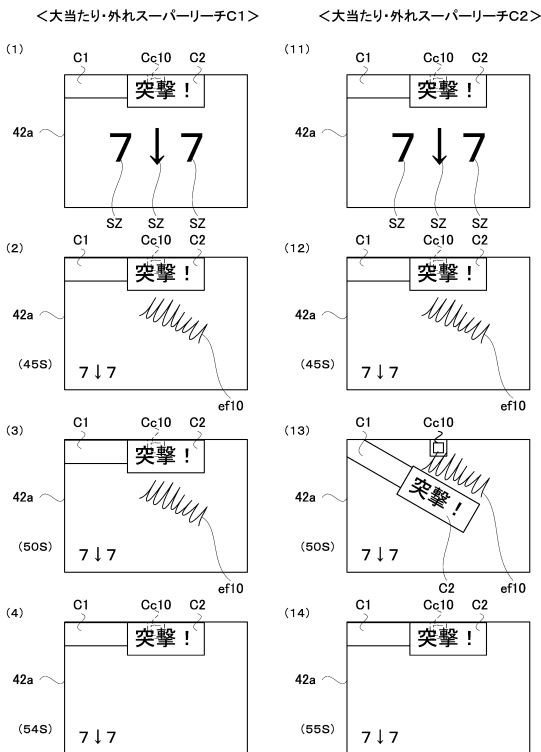 ＜大当たり・外れスーパーリーチC1＞
(1)
C1 Cc10 C2
突撃！
42a
7↓7
SZ SZ SZ
(2)
C1 Cc10 C2
突撃！
42a
(45S)
7↓7
ef10
(3)
C1 Cc10 C2
突撃！
42a
(50S)
7↓7
ef10
(4)
C1 Cc10 C2
突撃！
42a
(54S)
7↓7
＜大当たり・外れスーパーリーチC2＞
(11)
C1 Cc10 C2
突撃！
42a
7↓7
SZ SZ SZ
(12)
C1 Cc10 C2
突撃！
42a
(45S)
7↓7
ef10
(13)
C1 Cc10
突撃！
42a
(50S)
7↓7
C2 ef10
(14)
C1 Cc10 C2
突撃！
42a
(55S)
7↓7